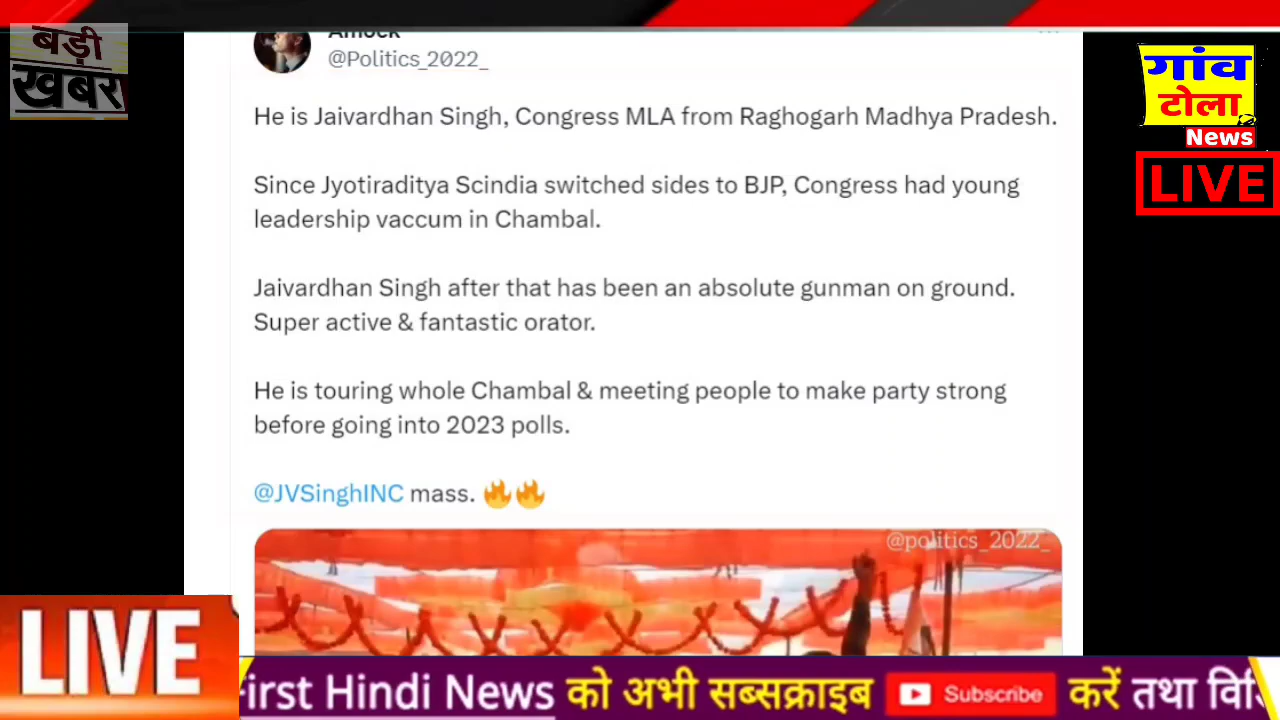 बड़ी
खबर
Amock
@Politics_2022_
He is Jaivardhan Singh, Congress MLA from Raghogarh Madhya Pradesh.
Since Jyotiraditya Scindia switched sides to BJP, Congress had young
leadership vaccum in Chambal.
Jaivardhan Singh after that has been an absolute gunman on ground.
Super active & fantastic orator.
He is touring whole Chambal & meeting people to make party strong
before going into 2023 polls.
@JVSinghINC mass. 🔥🔥
@politics_2022_
गांव
टोला
News
LIVE
LIVE
First Hindi News को अभी सब्सक्राइब Subscribe करें तथा